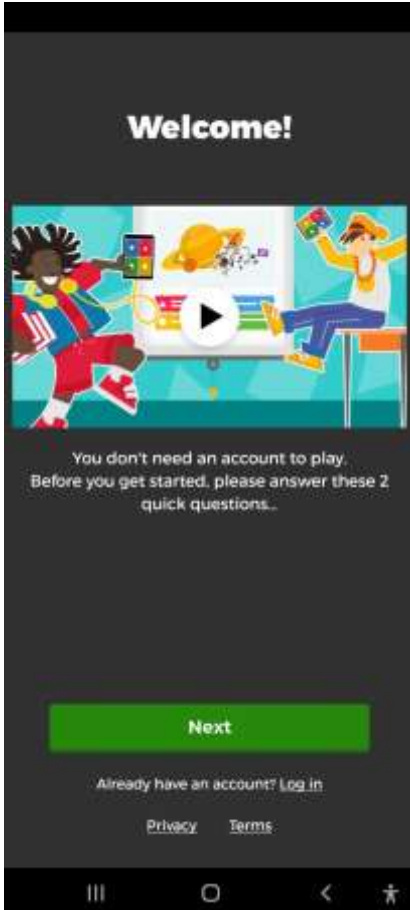 Welcome!
You don't need an account to play.
Before you get started, please answer these 2
quick questions...
Next
Already have an account? Log in
Privacy Terms